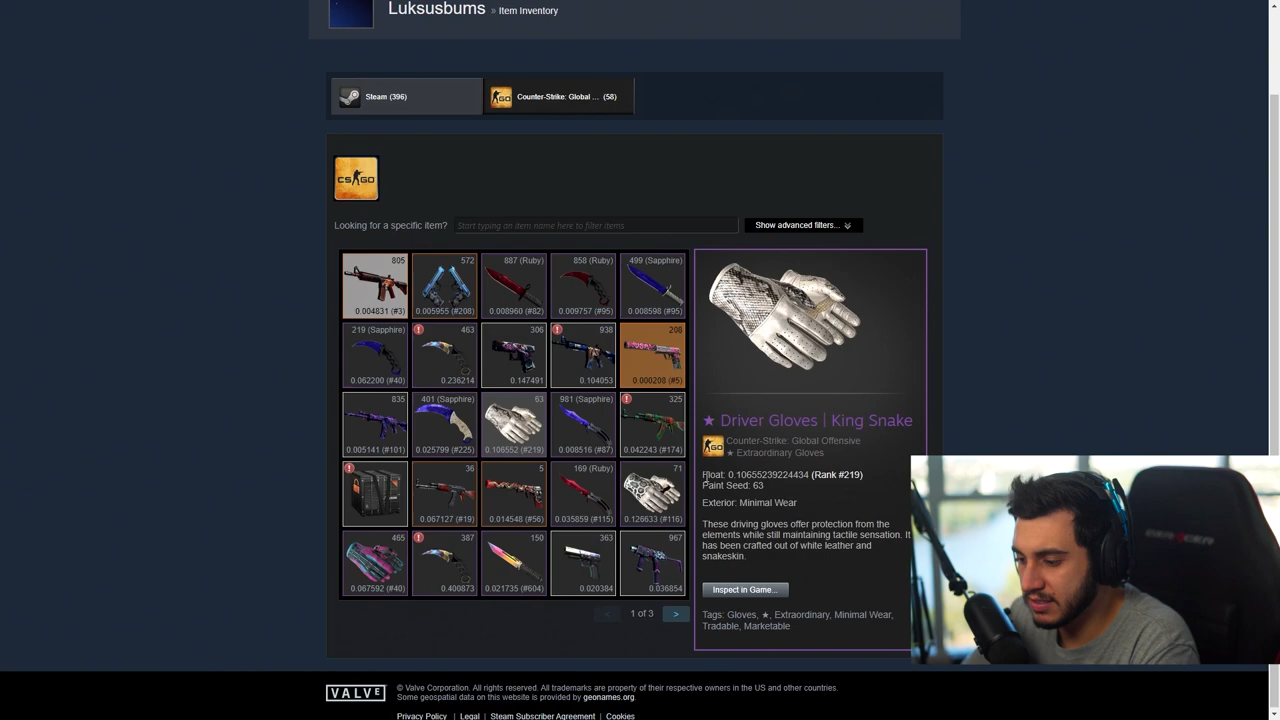 Luksusbums » Item Inventory
Steam (396)
Counter-Strike: Global ... (58)
CS GO
Looking for a specific item?
Start typing an item name here to filter items
Show advanced filters...
805
572
887 (Ruby)
858 (Ruby)
499 (Sapphire)
0.004831 (#3)
0.005955 (#208)
0.008960 (#82)
0.009757 (#95)
0.008598 (#95)
219 (Sapphire)
463
306
938
208
0.062200 (#40)
0.236214
0.147491
0.104053
0.000208 (#5)
835
401 (Sapphire)
63
981 (Sapphire)
325
0.005141 (#101)
0.025799 (#225)
0.106552 (#219)
0.008516 (#87)
0.042243 (#174)
36
5
169 (Ruby)
71
0.067127 (#19)
0.014548 (#56)
0.035859 (#115)
0.126633 (#116)
465
387
150
363
967
0.067592 (#40)
0.400873
0.021735 (#604)
0.020384
0.036854
< 1 of 3 >
★ Driver Gloves | King Snake
GO
Counter-Strike: Global Offensive
★ Extraordinary Gloves
Float: 0.10655239224434 (Rank #219)
Paint Seed: 63
Exterior: Minimal Wear
These driving gloves offer protection from the
elements while still maintaining tactile sensation. It
has been crafted out of white leather and
snakeskin.
Inspect in Game...
Tags: Gloves, ★, Extraordinary, Minimal Wear,
Tradable, Marketable
VALVE
© Valve Corporation. All rights reserved. All trademarks are property of their respective owners in the US and other countries.
Some geospatial data on this website is provided by geonames.org.
Privacy Policy | Legal | Steam Subscriber Agreement | Cookies